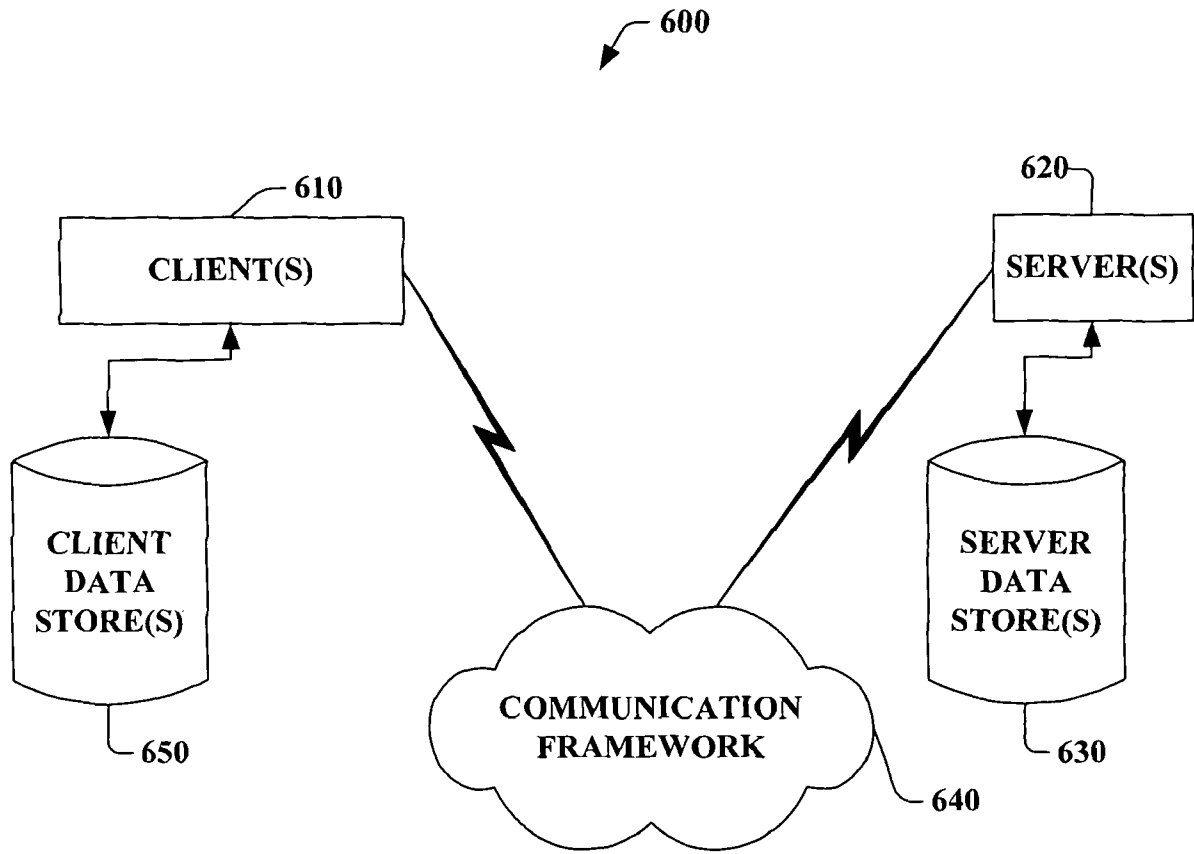 600
610
620
CLIENT(S)
SERVER(S)
CLIENT
DATA
STORE(S)
SERVER
DATA
STORE(S)
COMMUNICATION
FRAMEWORK
650
630
640